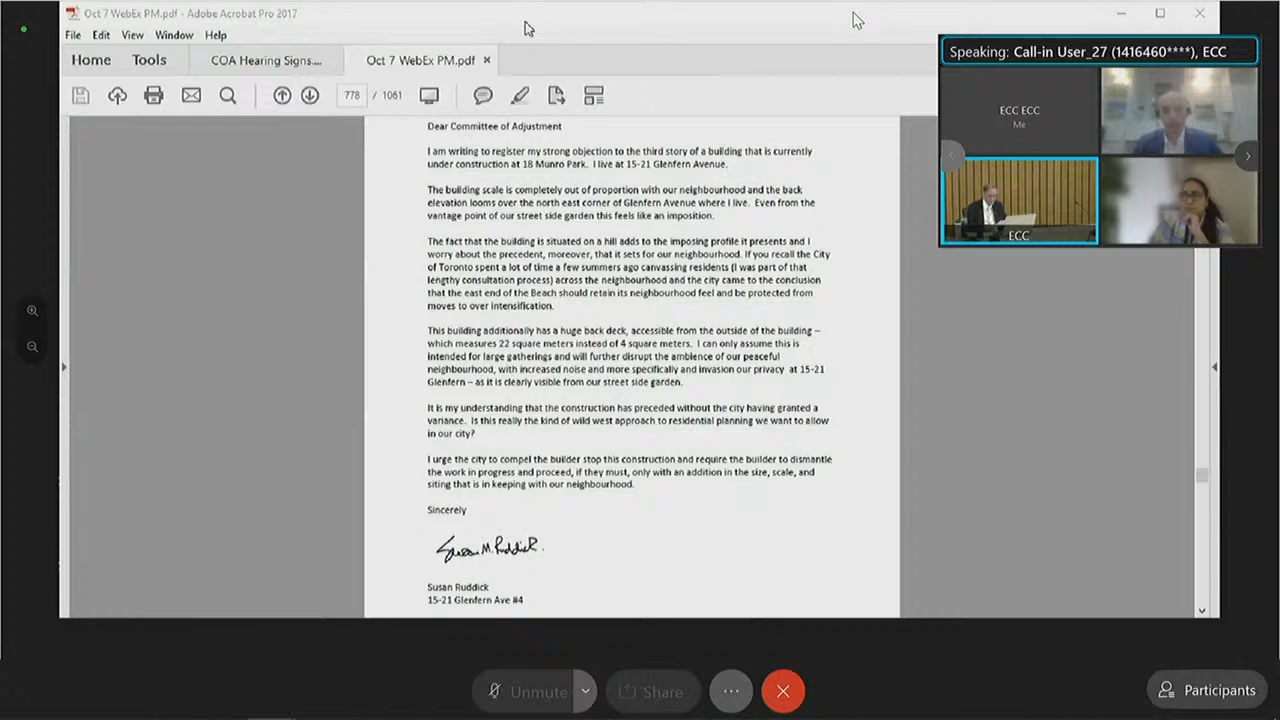 Oct 7 WebEx PM.pdf - Adobe Acrobat Pro 2017
File Edit View Window Help
Home Tools COA Hearing Signs.... Oct 7 WebEx PM.pdf ×
778 / 1061
Speaking: Call-in User_27 (1416460****), ECC
ECC ECC
Me
ECC
Dear Committee of Adjustment
I am writing to register my strong objection to the third story of a building that is currently
under construction at 18 Munro Park. I live at 15-21 Glenfern Avenue.
The building scale is completely out of proportion with our neighbourhood and the back
elevation looms over the north east corner of Glenfern Avenue where I live. Even from the
vantage point of our street side garden this feels like an imposition.
The fact that the building is situated on a hill adds to the imposing profile it presents and I
worry about the precedent, moreover, that it sets for our neighbourhood. If you recall the City
of Toronto spent a lot of time a few summers ago canvassing residents (I was part of that
lengthy consultation process) across the neighbourhood and the city came to the conclusion
that the east end of the Beach should retain its neighbourhood feel and be protected from
moves to over intensification.
This building additionally has a huge back deck, accessible from the outside of the building –
which measures 22 square meters instead of 4 square meters. I can only assume this is
intended for large gatherings and will further disrupt the ambience of our peaceful
neighbourhood, with increased noise and more specifically and invasion our privacy at 15-21
Glenfern – as it is clearly visible from our street side garden.
It is my understanding that the construction has preceded without the city having granted a
variance. Is this really the kind of wild west approach to residential planning we want to allow
in our city?
I urge the city to compel the builder stop this construction and require the builder to dismantle
the work in progress and proceed, if they must, only with an addition in the size, scale, and
siting that is in keeping with our neighbourhood.
Sincerely
Susan M. Ruddick.
Susan Ruddick
15-21 Glenfern Ave #4
Unmute Share ... Participants